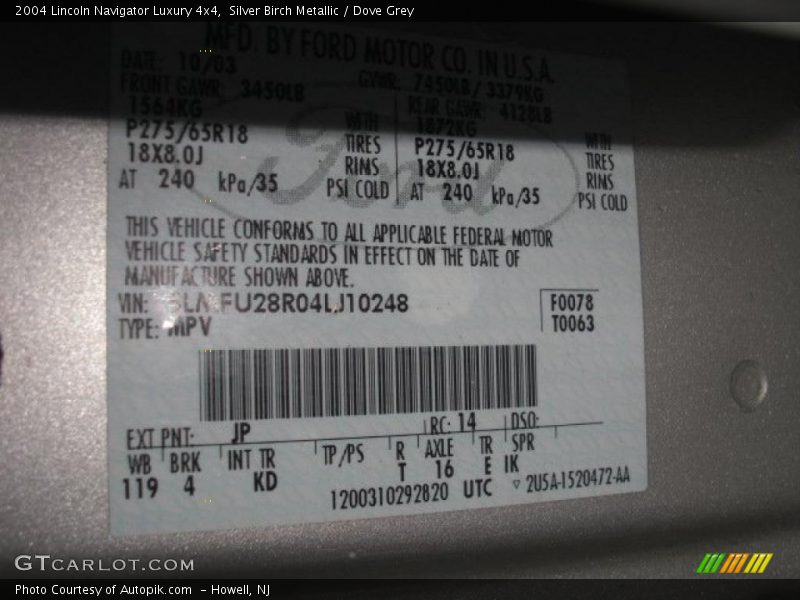 2004 Lincoln Navigator Luxury 4x4, Silver Birch Metallic / Dove Grey
MFD. BY FORD MOTOR CO. IN U.S.A.
DATE: 10/03 GVWR: 7450LB / 3379KG
FRONT GAWR: 3450LB REAR GAWR: 4128LB
1564KG WITH 1872KG WITH
P275/65R18 TIRES P275/65R18 TIRES
18X8.0J RIMS 18X8.0J RINS
AT 240 kPa/35 PSI COLD AT 240 kPa/35 PSI COLD
Ford
THIS VEHICLE CONFORMS TO ALL APPLICABLE FEDERAL MOTOR
VEHICLE SAFETY STANDARDS IN EFFECT ON THE DATE OF
MANUFACTURE SHOWN ABOVE.
VIN: FU28R04LJ10248 F0078
TYPE: MPV T0063
EXT PNT: JP RC: 14 DSO:
WB BRK INT TR TP/PS R AXLE TR SPR
119 4 KD T 16 E IK
1200310292820 UTC ▽ 2U5A-1520472-AA
GTCARLOT.COM
Photo Courtesy of Autopik.com - Howell, NJ